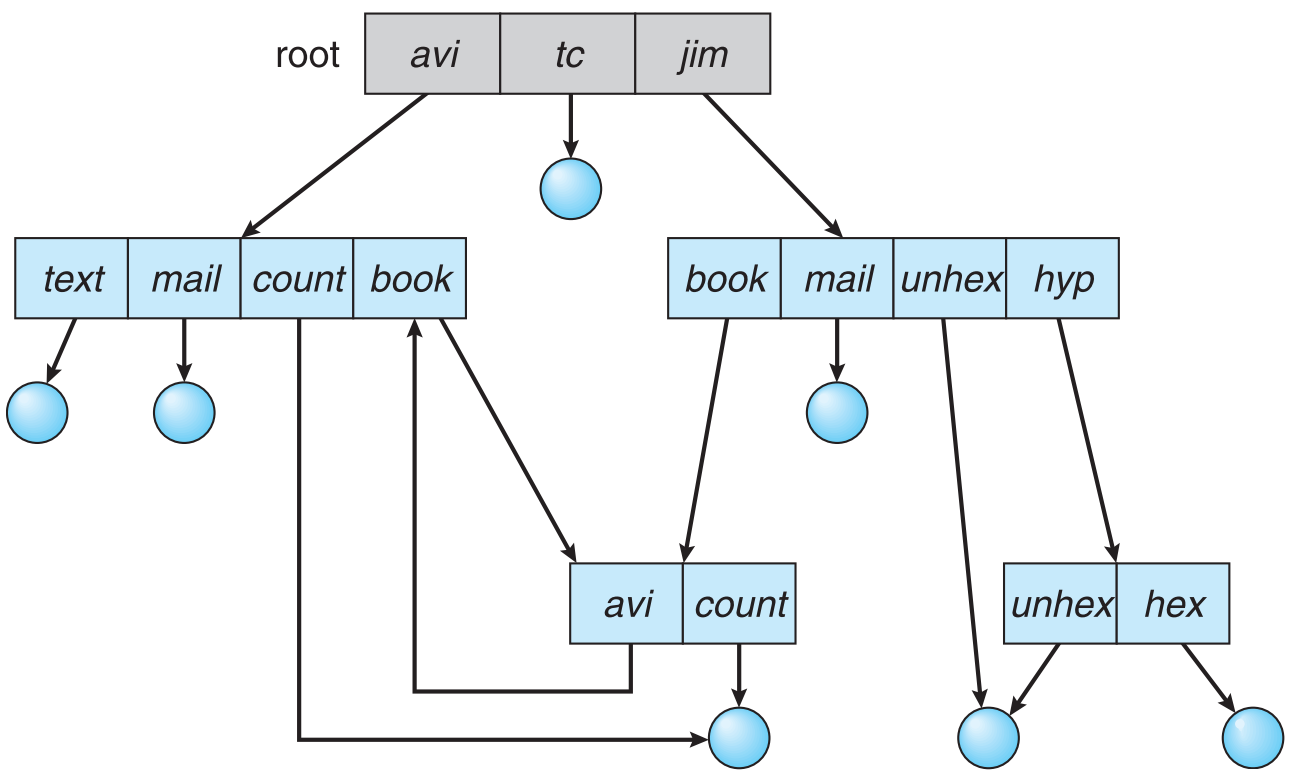 root avi tc jim
text mail count book
book mail unhex hyp
avi count
unhex hex